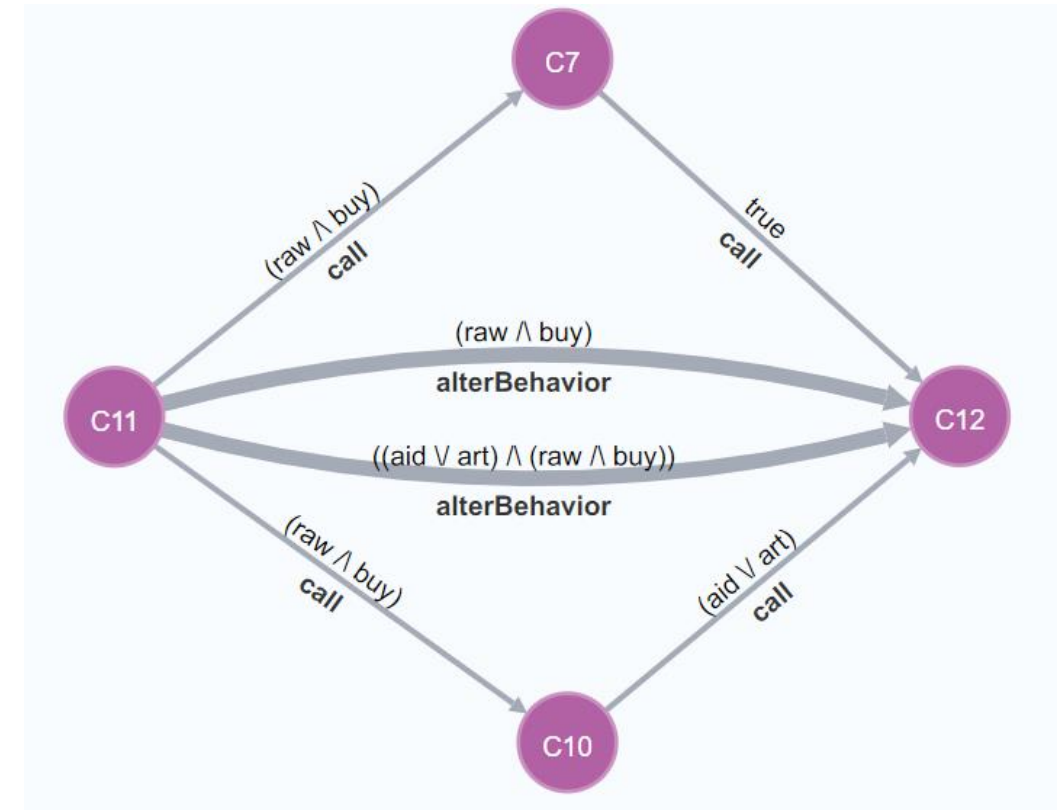 C7
(raw /\ buy)
call
true
call
(raw /\ buy)
alterBehavior
C11
C12
((aid \/ art) /\ (raw /\ buy))
alterBehavior
(raw /\ buy)
call
(aid \/ art)
call
C10